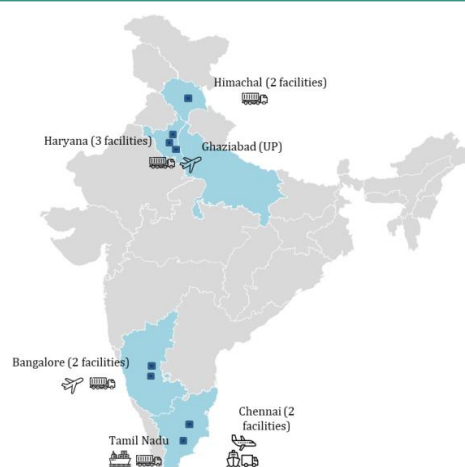 Himachal (2 facilities)
Haryana (3 facilities)
Ghaziabad (UP)
Bangalore (2 facilities)
Chennai (2
facilities)
Tamil Nadu